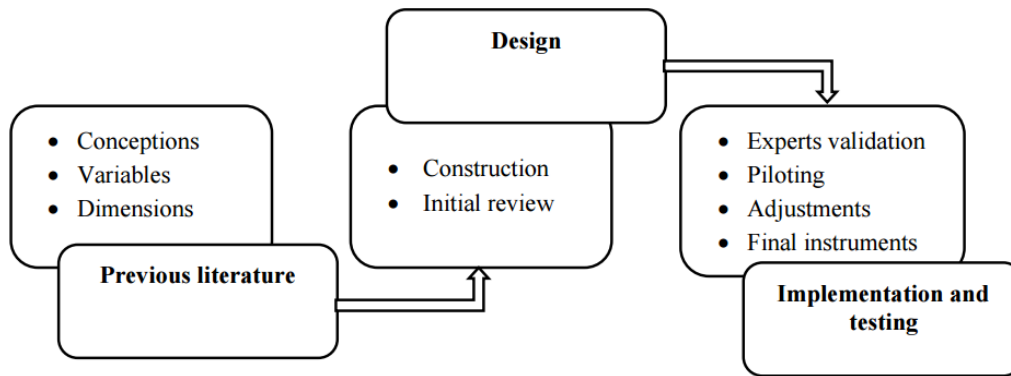 Design
• Conceptions
• Variables
• Dimensions
Previous literature
• Construction
• Initial review
• Experts validation
• Piloting
• Adjustments
• Final instruments
Implementation and
testing